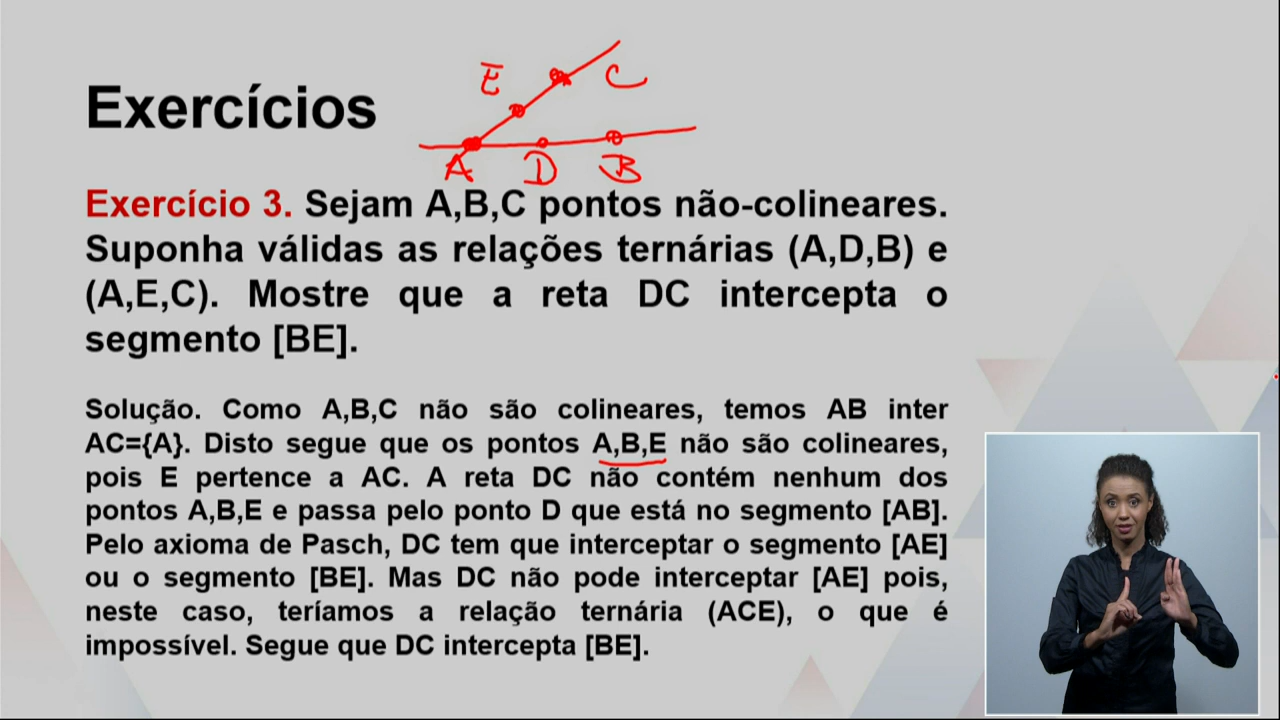 Exercícios
E C
A D B
Exercício 3. Sejam A,B,C pontos não-colineares.
Suponha válidas as relações ternárias (A,D,B) e
(A,E,C). Mostre que a reta DC intercepta o
segmento [BE].
Solução. Como A,B,C não são colineares, temos AB inter
AC={A}. Disto segue que os pontos A,B,E não são colineares,
pois E pertence a AC. A reta DC não contém nenhum dos
pontos A,B,E e passa pelo ponto D que está no segmento [AB].
Pelo axioma de Pasch, DC tem que interceptar o segmento [AE]
ou o segmento [BE]. Mas DC não pode interceptar [AE] pois,
neste caso, teríamos a relação ternária (ACE), o que é
impossível. Segue que DC intercepta [BE].